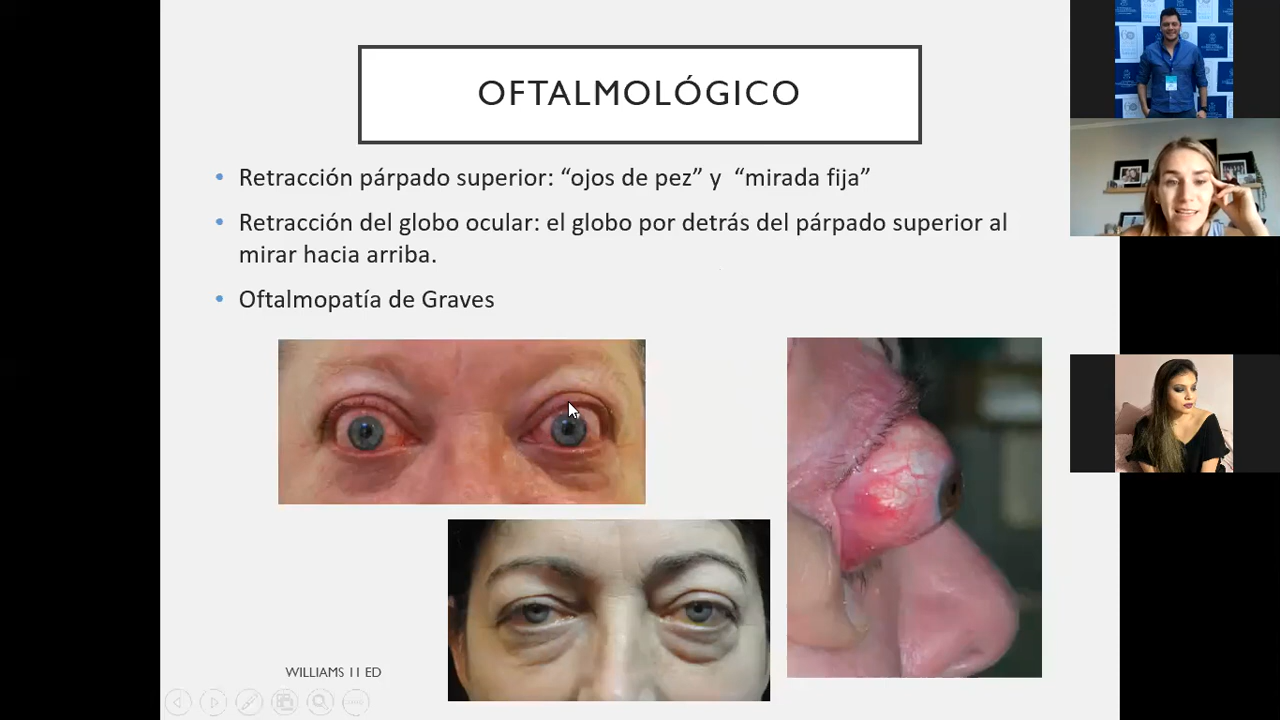 OFTALMOLÓGICO
• Retracción párpado superior: “ojos de pez” y “mirada fija”
• Retracción del globo ocular: el globo por detrás del párpado superior al
mirar hacia arriba.
• Oftalmopatía de Graves
WILLIAMS 11 ED